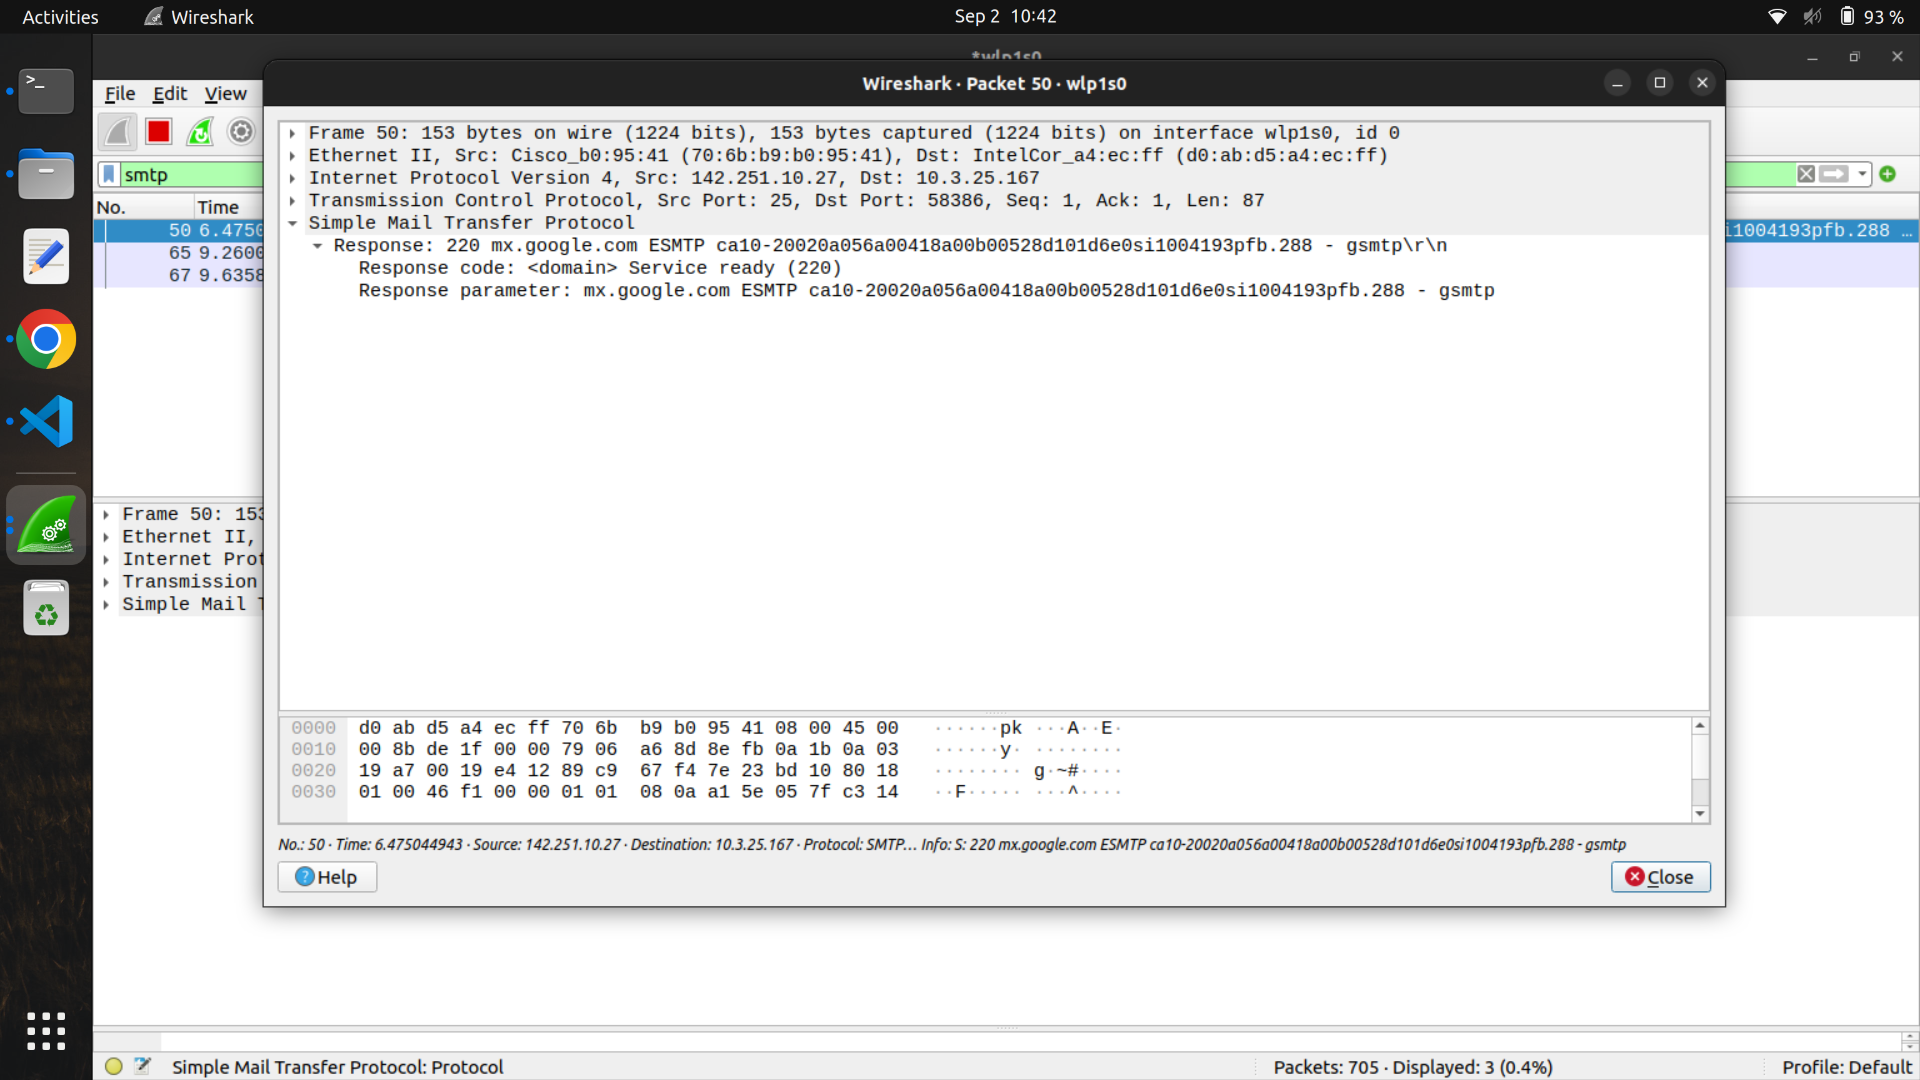 Activities
Wireshark
Sep 2 10:42
93 %
Wireshark · Packet 50 · wlp1s0
File Edit View
smtp
No. Time
50 6.4750
i1004193pfb.288 …
65 9.2600
67 9.6358
Frame 50: 153 bytes on wire (1224 bits), 153 bytes captured (1224 bits) on interface wlp1s0, id 0
Ethernet II, Src: Cisco_b0:95:41 (70:6b:b9:b0:95:41), Dst: IntelCor_a4:ec:ff (d0:ab:d5:a4:ec:ff)
Internet Protocol Version 4, Src: 142.251.10.27, Dst: 10.3.25.167
Transmission Control Protocol, Src Port: 25, Dst Port: 58386, Seq: 1, Ack: 1, Len: 87
Simple Mail Transfer Protocol
Response: 220 mx.google.com ESMTP ca10-20020a056a00418a00b00528d101d6e0si1004193pfb.288 - gsmtp\r\n
Response code: <domain> Service ready (220)
Response parameter: mx.google.com ESMTP ca10-20020a056a00418a00b00528d101d6e0si1004193pfb.288 - gsmtp
Frame 50: 153
Ethernet II,
Internet Prot
Transmission
Simple Mail T
0000 d0 ab d5 a4 ec ff 70 6b b9 b0 95 41 08 00 45 00 ······pk ···A··E·
0010 00 8b de 1f 00 00 79 06 a6 8d 8e fb 0a 1b 0a 03 ······y· ········
0020 19 a7 00 19 e4 12 89 c9 67 f4 7e 23 bd 10 80 18 ········ g·~#····
0030 01 00 46 f1 00 00 01 01 08 0a a1 5e 05 7f c3 14 ··F····· ···^····
No.: 50 · Time: 6.475044943 · Source: 142.251.10.27 · Destination: 10.3.25.167 · Protocol: SMTP… Info: S: 220 mx.google.com ESMTP ca10-20020a056a00418a00b00528d101d6e0si1004193pfb.288 - gsmtp
Help
Close
Simple Mail Transfer Protocol: Protocol
Packets: 705 · Displayed: 3 (0.4%)
Profile: Default